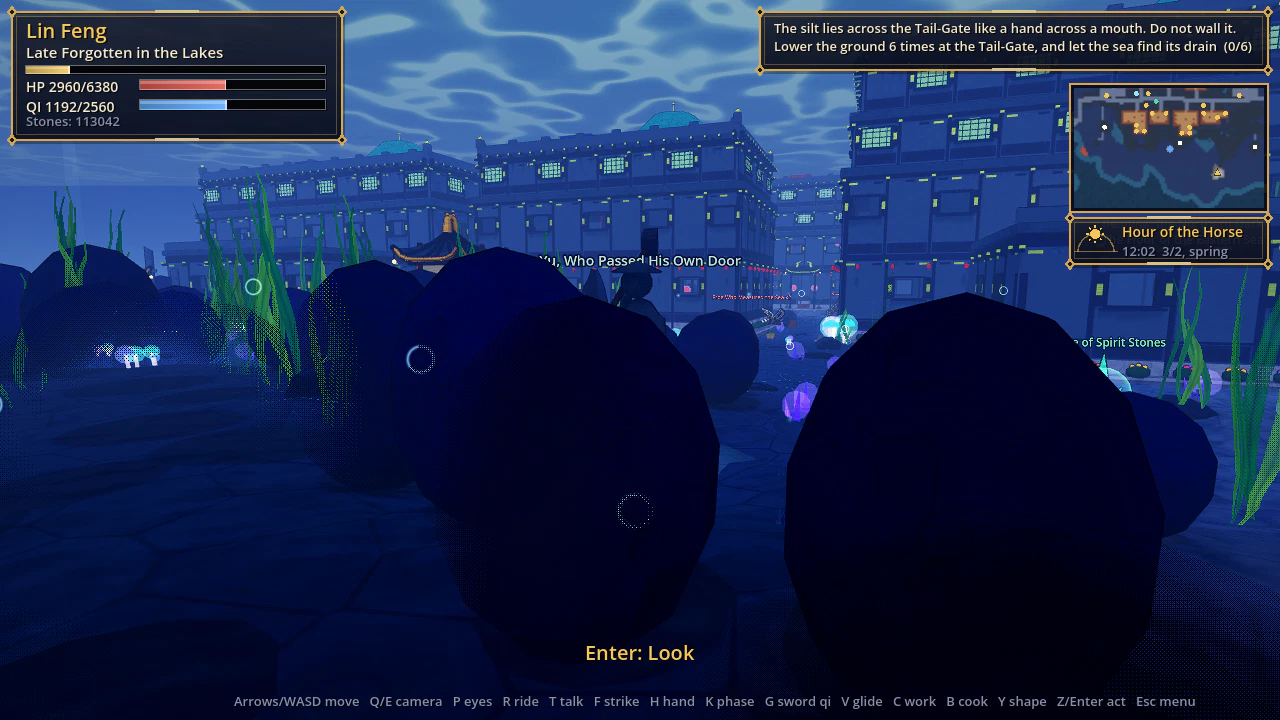 Lin Feng
Late Forgotten in the Lakes
HP 2960/6380
QI 1192/2560
Stones: 113042
The silt lies across the Tail-Gate like a hand across a mouth. Do not wall it.
Lower the ground 6 times at the Tail-Gate, and let the sea find its drain (0/6)
Hour of the Horse
12:02 3/2, spring
Yu, Who Passed His Own Door
of Spirit Stones
Enter: Look
Arrows/WASD move Q/E camera P eyes R ride T talk F strike H hand K phase G sword qi V glide C work B cook Y shape Z/Enter act Esc menu